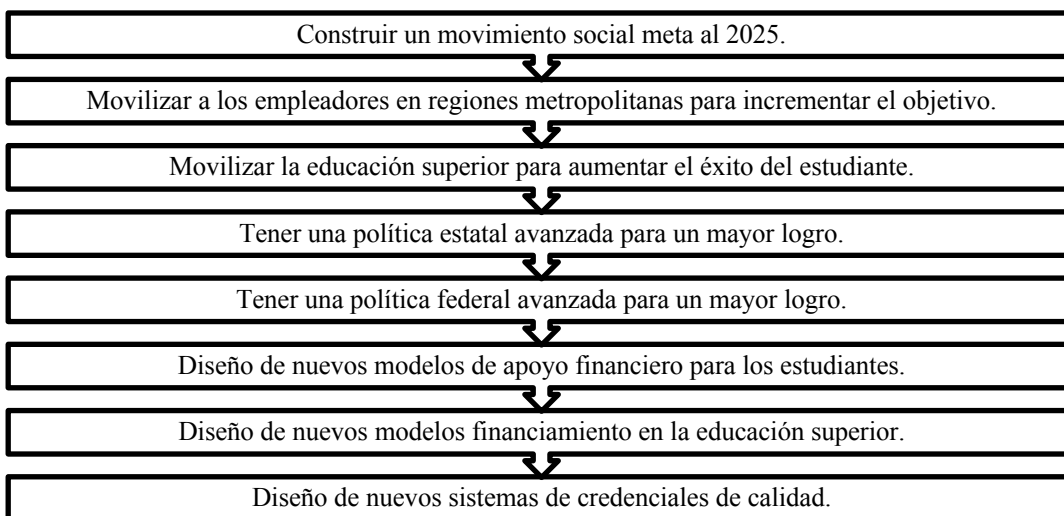 Construir un movimiento social meta al 2025.
Movilizar a los empleadores en regiones metropolitanas para incrementar el objetivo.
Movilizar la educación superior para aumentar el éxito del estudiante.
Tener una política estatal avanzada para un mayor logro.
Tener una política federal avanzada para un mayor logro.
Diseño de nuevos modelos de apoyo financiero para los estudiantes.
Diseño de nuevos modelos financiamiento en la educación superior.
Diseño de nuevos sistemas de credenciales de calidad.